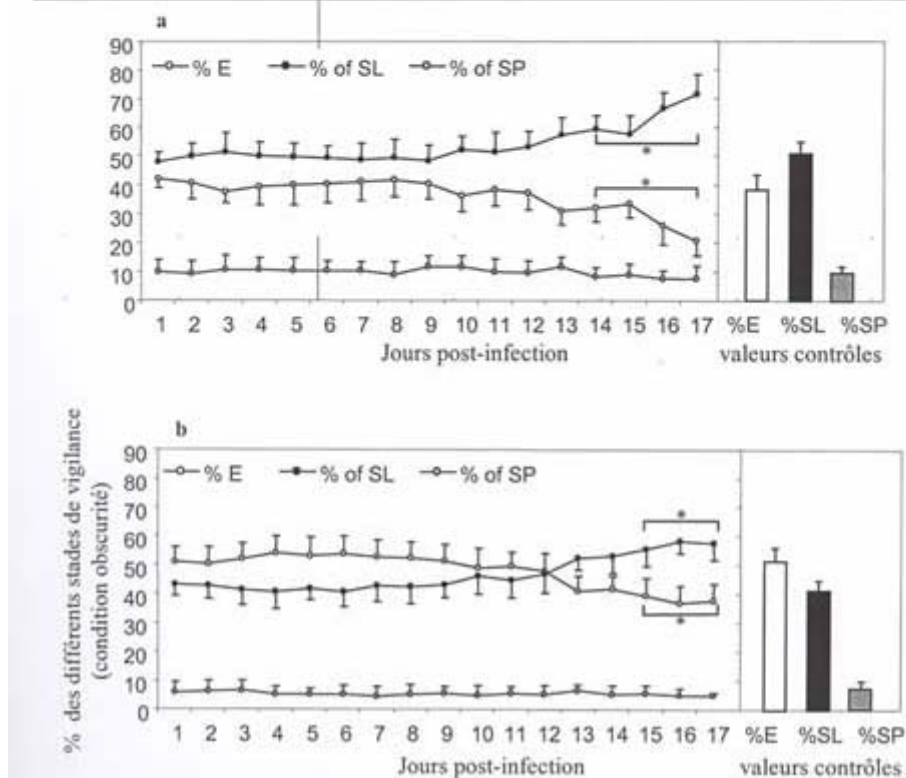 a
90
80
70
60
50
40
30
20
10
0
% E % of SL % of SP
*
*
1 2 3 4 5 6 7 8 9 10 11 12 13 14 15 16 17
Jours post-infection
%E %SL %SP
valeurs contrôles
% des différents stades de vigilance
(condition obscurité)
b
90
80
70
60
50
40
30
20
10
0
% E % of SL % of SP
*
*
1 2 3 4 5 6 7 8 9 10 11 12 13 14 15 16 17
Jours post-infection
%E %SL %SP
valeurs contrôles